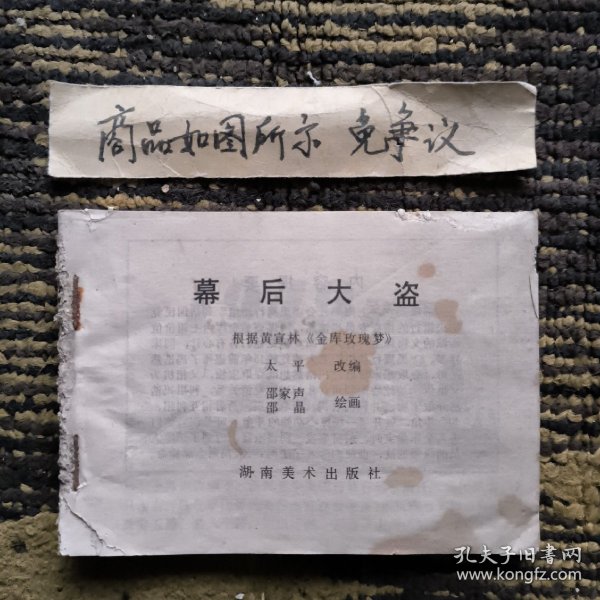 商品如图所示 免争议
幕后大盗
根据黄宣林《金库玫瑰梦》
太平 改编
邵家声
邵晶 绘画
湖南美术出版社
孔夫子旧书网
www.kongfz.com